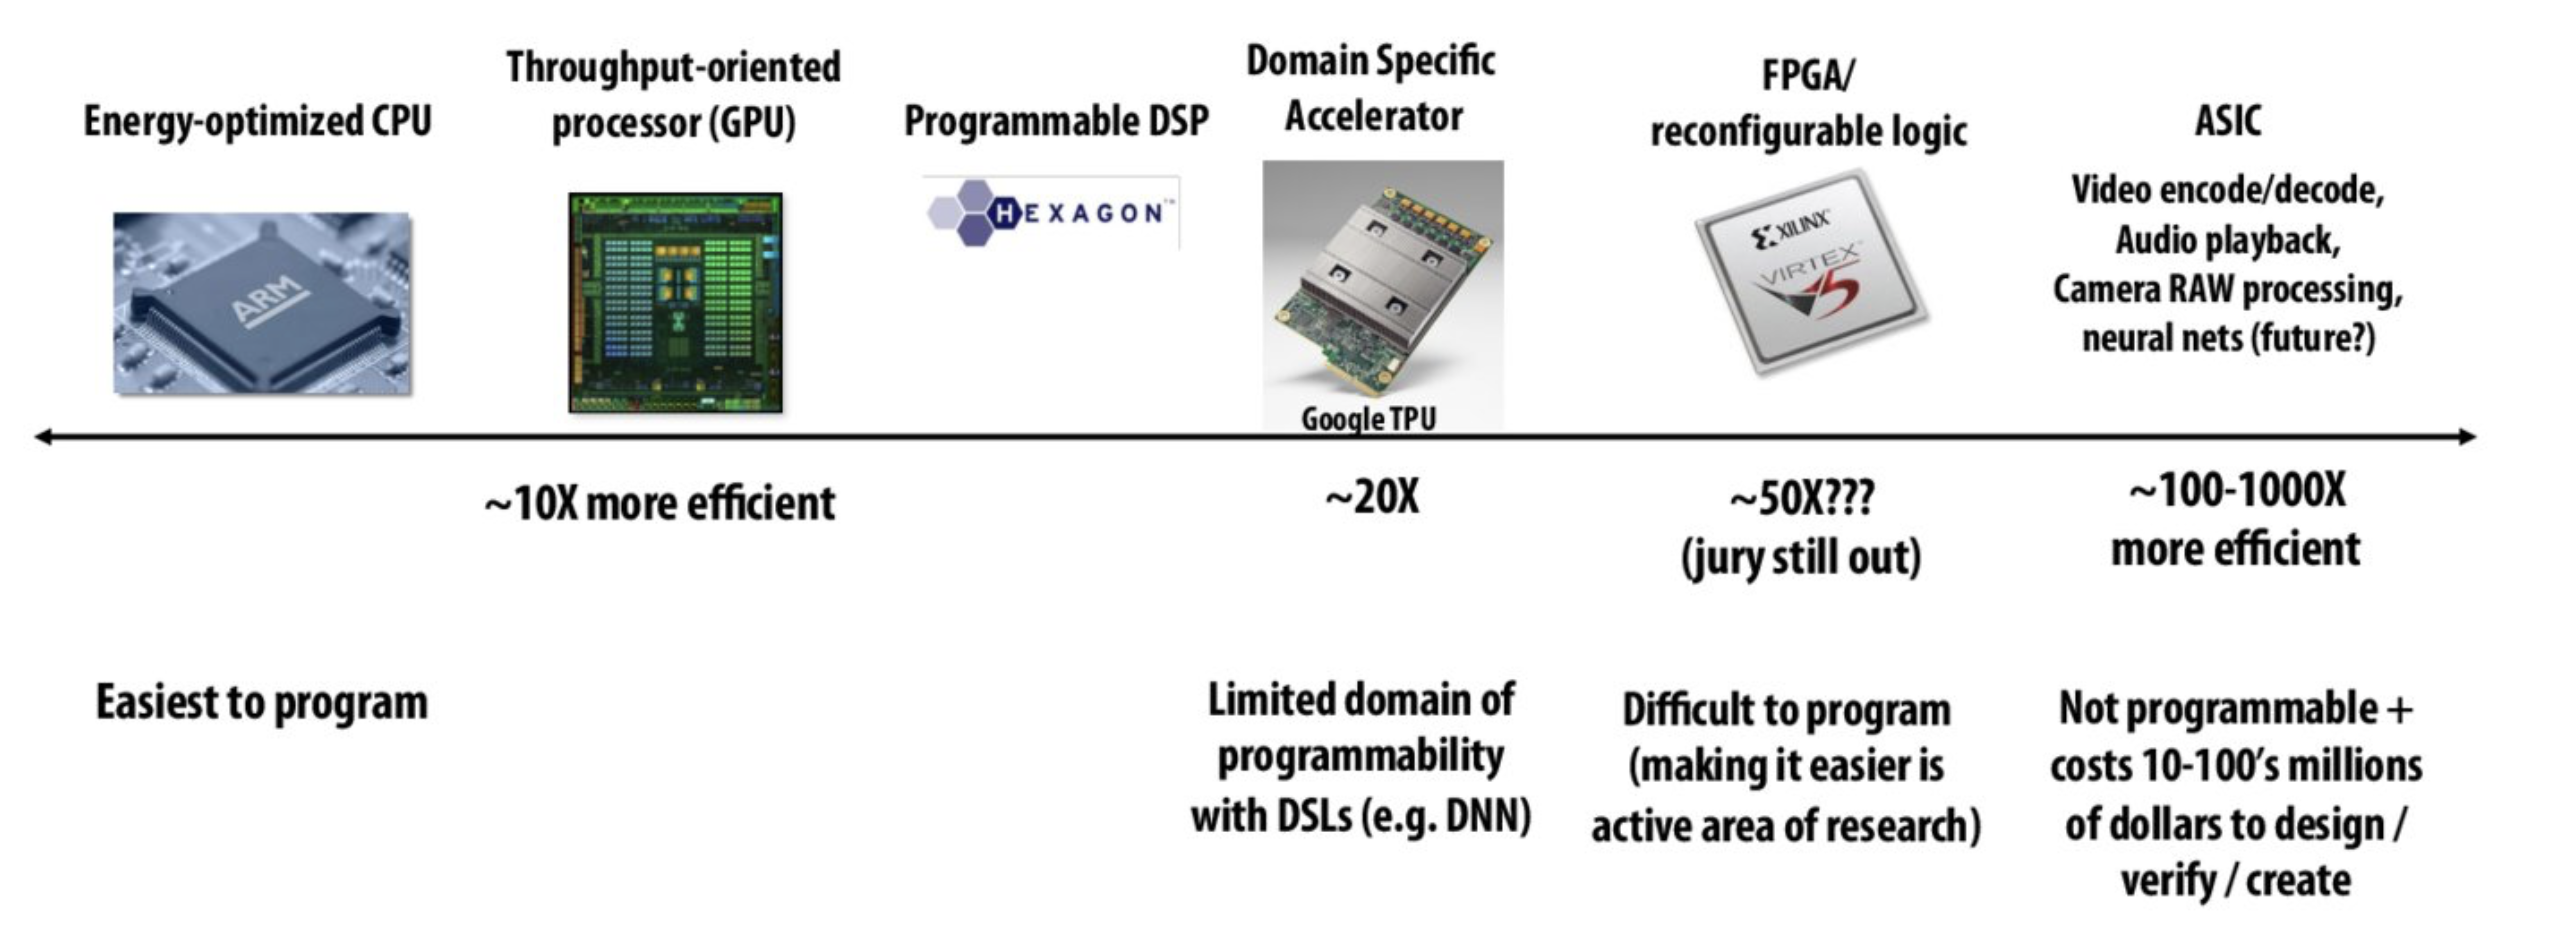 Energy-optimized CPU
Throughput-oriented
processor (GPU)
Programmable DSP
Domain Specific
Accelerator
FPGA/
reconfigurable logic
ASIC
Video encode/decode,
Audio playback,
Camera RAW processing,
neural nets (future?)
ARM
HEXAGON™
XILINX
VIRTEX™
5
Google TPU
~10X more efficient
~20X
~50X???
(jury still out)
~100-1000X
more efficient
Easiest to program
Limited domain of
programmability
with DSLs (e.g. DNN)
Difficult to program
(making it easier is
active area of research)
Not programmable +
costs 10-100's millions
of dollars to design /
verify / create